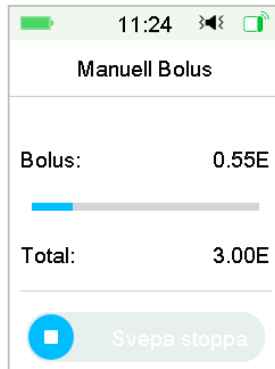 11:24
Manuell Bolus
Bolus: 0.55E
Total: 3.00E
Svepa stoppa